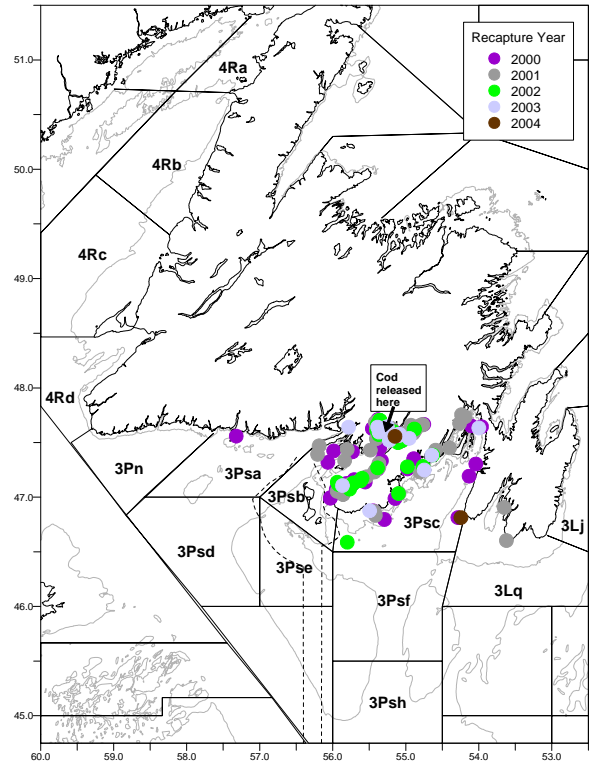 Recapture Year
2000
2001
2002
2003
2004
51.0
50.0
49.0
48.0
47.0
46.0
45.0
4Ra
4Rb
4Rc
4Rd
Cod
released
here
3Pn
3Psa
3Psb
3Psc
3Lj
3Psd
3Pse
3Psf
3Lq
3Psh
60.0 59.0 58.0 57.0 56.0 55.0 54.0 53.0